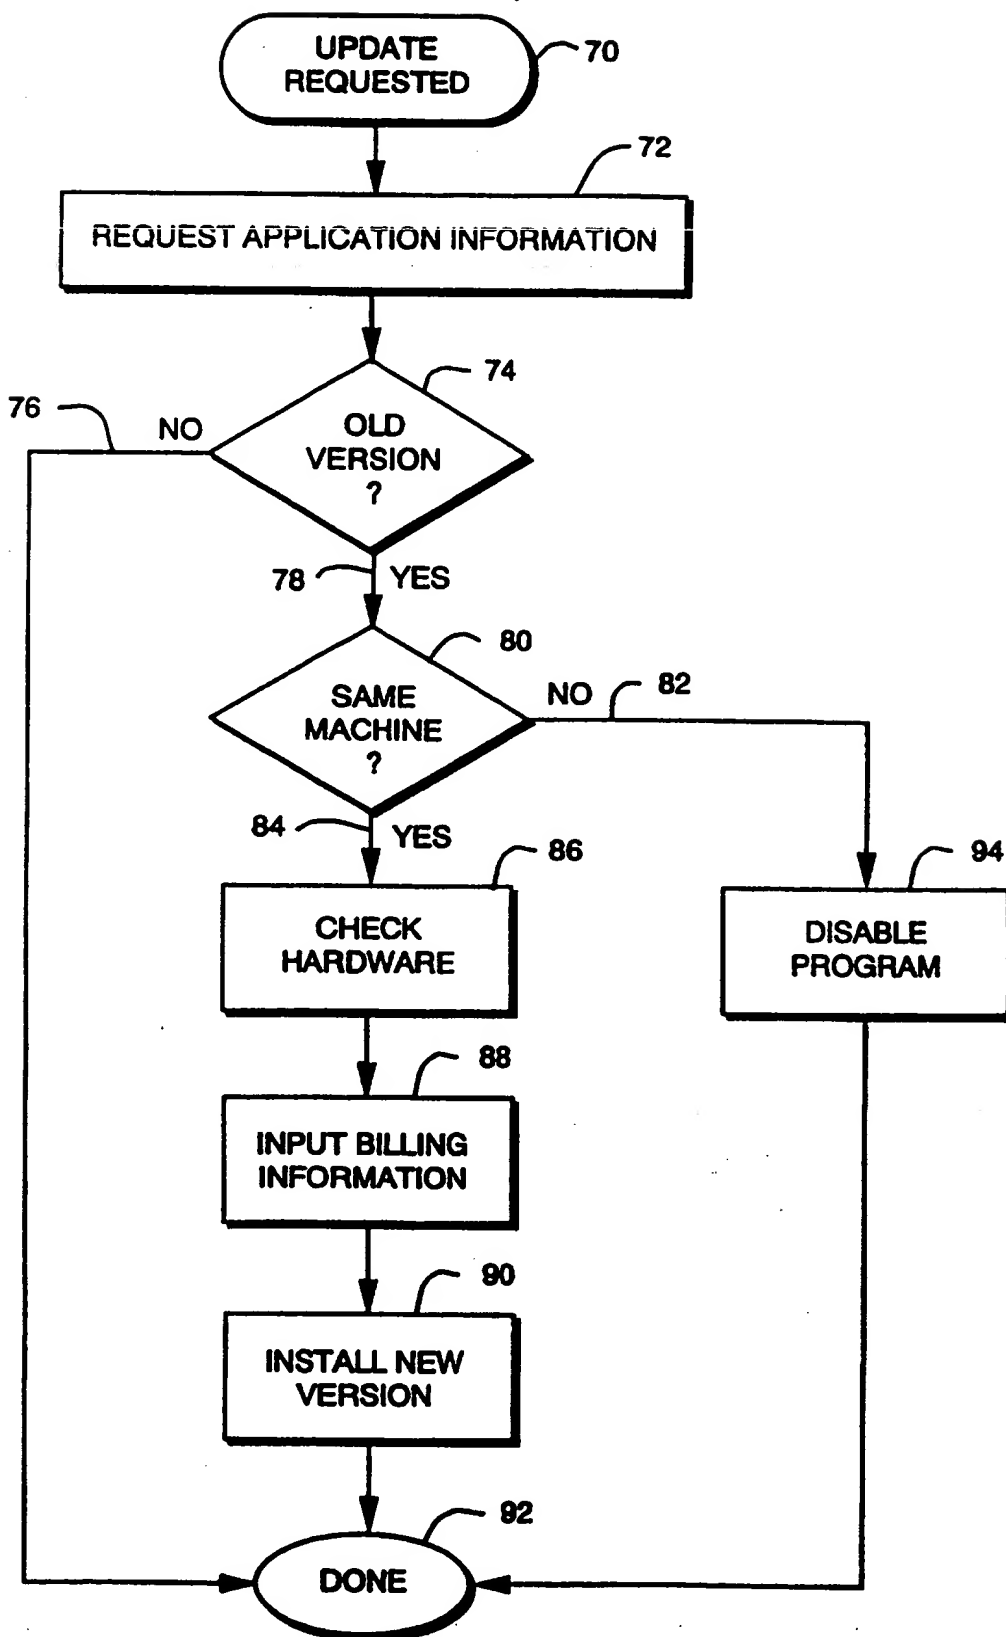 UPDATE
REQUESTED
70
72
REQUEST APPLICATION INFORMATION
74
76
NO
OLD
VERSION
?
78
YES
80
SAME
MACHINE
?
NO
82
84
YES
86
CHECK
HARDWARE
94
DISABLE
PROGRAM
88
INPUT BILLING
INFORMATION
90
INSTALL NEW
VERSION
92
DONE